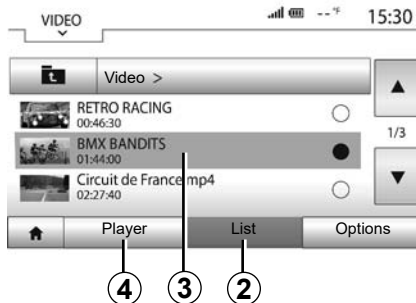 VIDEO
--°F
15:30
Video >
RETRO RACING
00:46:30
1/3
BMX BANDITS
01:44:00
Circuit de France mp4
02:27:40
Player
List
Options
4
3
2